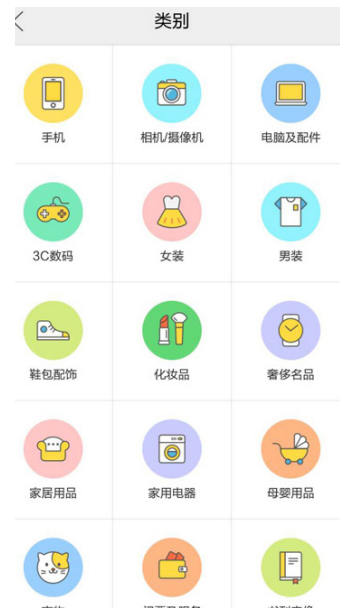 类别
手机
相机/摄像机
电脑及配件
3C数码
女装
男装
鞋包配饰
化妆品
奢侈名品
家居用品
家用电器
母婴用品